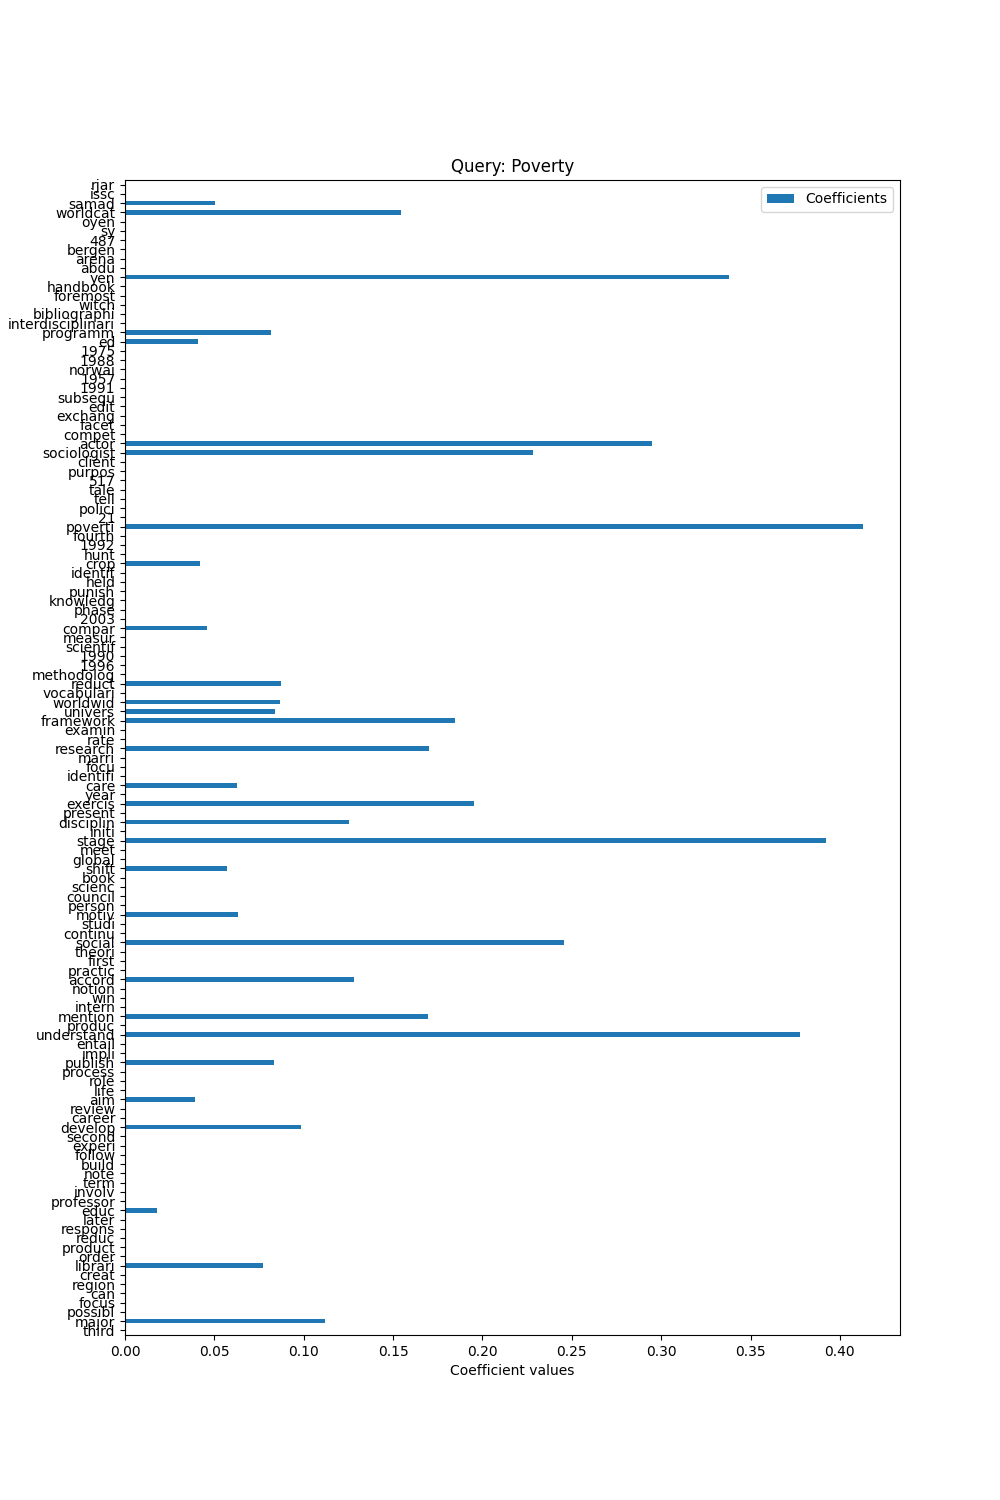 Query: Poverty
Coefficients
rjar
issc
samad
worldcat
oyen
sy
487
bergen
arena
abdu
yen
handbook
foremost
witch
bibliographi
interdisciplinari
programm
ed
1975
1988
norwai
1957
1991
subsequ
edit
exchang
facet
compet
actor
sociologist
client
purpos
517
tale
tell
polici
21
poverti
fourth
1992
hunt
crop
identif
held
punish
knowledg
phase
2003
compar
measur
scientif
1990
1996
methodolog
reduct
vocabulari
worldwid
univers
framework
examin
rate
research
marri
focu
identifi
care
year
exercis
present
disciplin
initi
stage
meet
global
shift
book
scienc
council
person
motiv
studi
continu
social
theori
first
practic
accord
notion
win
intern
mention
produc
understand
entail
impli
publish
process
role
life
aim
review
career
develop
second
experi
follow
build
note
term
involv
professor
educ
later
respons
reduc
product
order
librari
creat
region
can
focus
possibl
major
third
0.00 0.05 0.10 0.15 0.20 0.25 0.30 0.35 0.40
Coefficient values